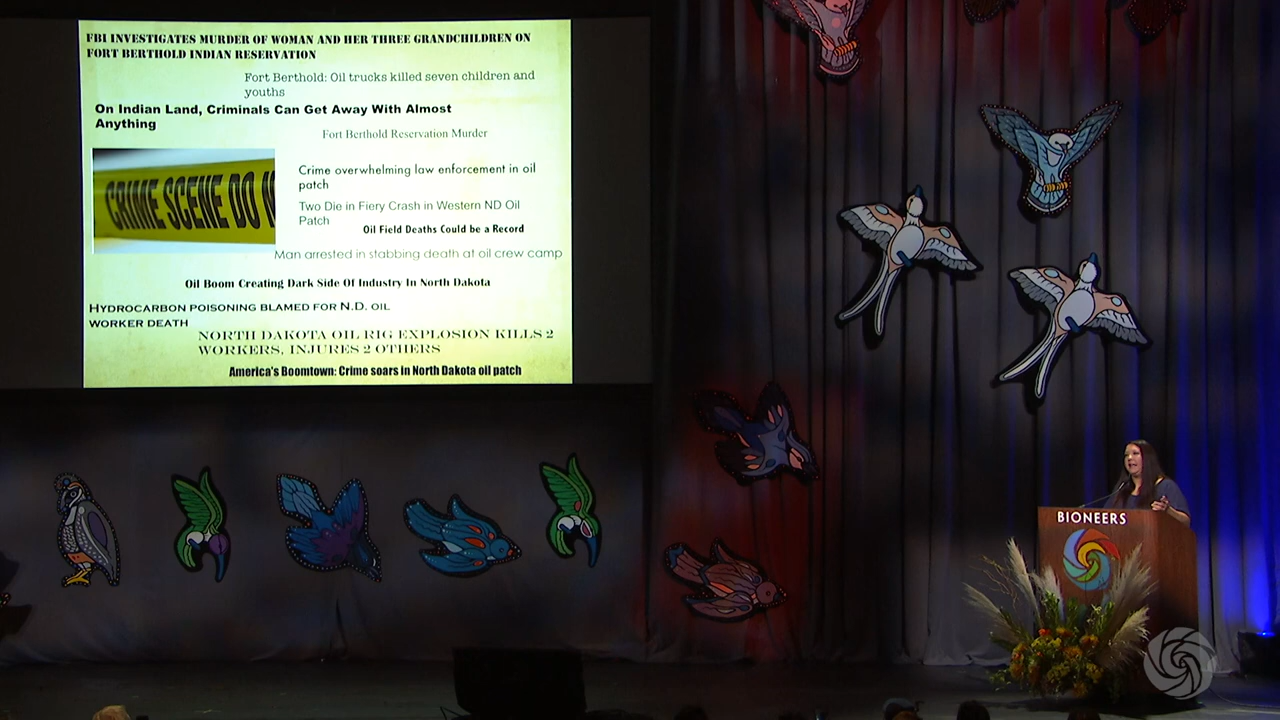 FBI INVESTIGATES MURDER OF WOMAN AND HER THREE GRANDCHILDREN ON
FORT BERTHOLD INDIAN RESERVATION
Fort Berthold: Oil trucks killed seven children and
youths
On Indian Land, Criminals Can Get Away With Almost
Anything
Fort Berthold Reservation Murder
CRIME SCENE DO
Crime overwhelming law enforcement in oil
patch
Two Die in Fiery Crash in Western ND Oil
Patch
Oil Field Deaths Could be a Record
Man arrested in stabbing death at oil crew camp
Oil Boom Creating Dark Side Of Industry In North Dakota
HYDROCARBON POISONING BLAMED FOR N.D. OIL
WORKER DEATH
NORTH DAKOTA OIL RIG EXPLOSION KILLS 2
WORKERS, INJURES 2 OTHERS
America's Boomtown: Crime soars in North Dakota oil patch
BIONEERS